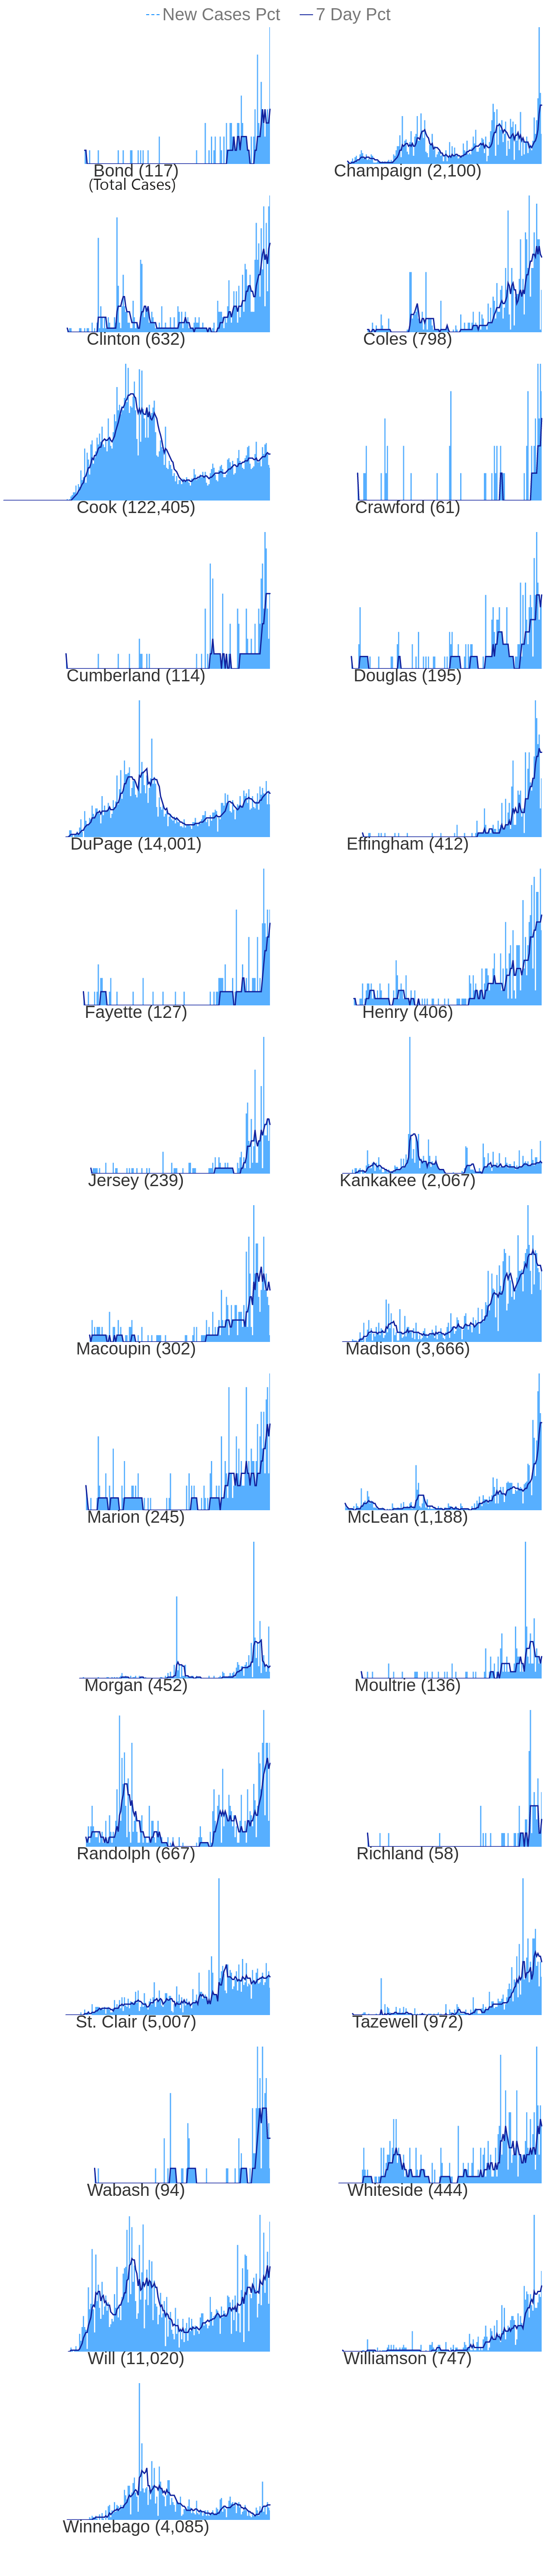 New Cases Pct 7 Day Pct
Bond (117) Champaign (2,100)
(Total Cases)
Clinton (632) Coles (798)
Cook (122,405) Crawford (61)
Cumberland (114) Douglas (195)
DuPage (14,001) Effingham (412)
Fayette (127) Henry (406)
Jersey (239) Kankakee (2,067)
Macoupin (302) Madison (3,666)
Marion (245) McLean (1,188)
Morgan (452) Moultrie (136)
Randolph (667) Richland (58)
St. Clair (5,007) Tazewell (972)
Wabash (94) Whiteside (444)
Will (11,020) Williamson (747)
Winnebago (4,085)